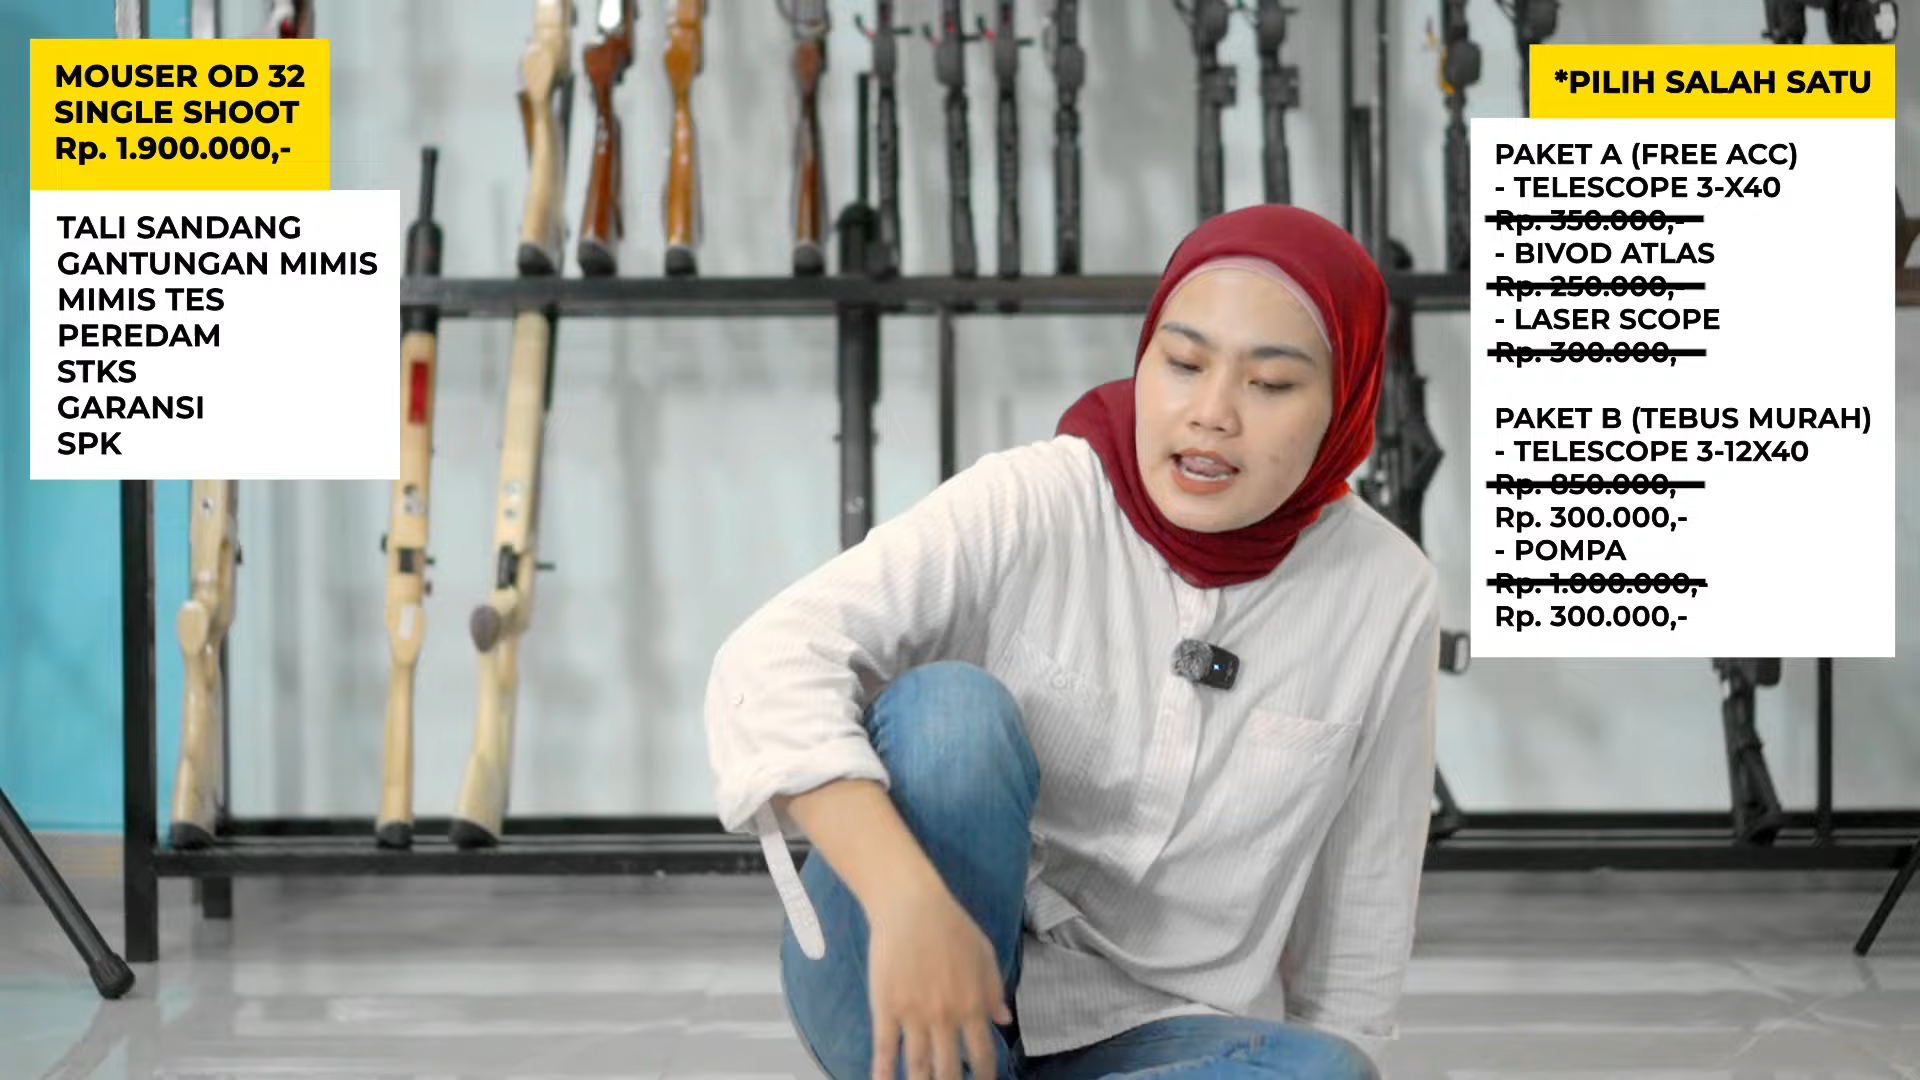 MOUSER OD 32
SINGLE SHOOT
Rp. 1.900.000,-
TALI SANDANG
GANTUNGAN MIMIS
MIMIS TES
PEREDAM
STKS
GARANSI
SPK
*PILIH SALAH SATU
PAKET A (FREE ACC)
- TELESCOPE 3-X40
Rp. 350.000,-
- BIVOD ATLAS
Rp. 250.000,-
- LASER SCOPE
Rp. 300.000,-
PAKET B (TEBUS MURAH)
- TELESCOPE 3-12X40
Rp. 850.000,-
Rp. 300.000,-
- POMPA
Rp. 1.000.000,-
Rp. 300.000,-